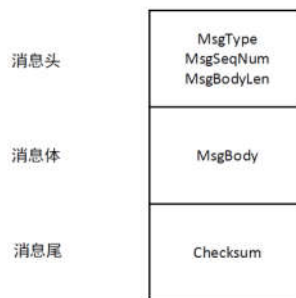 消息头
MsgType
MsgSeqNum
MsgBodyLen
消息体
MsgBody
消息尾
Checksum